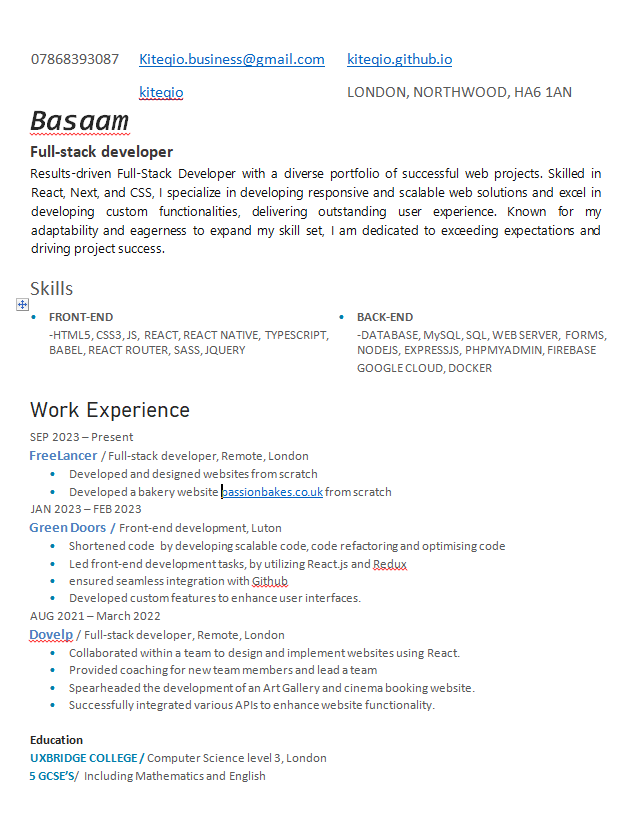 07868393087 Kiteqio.business@gmail.com kiteqio.github.io
kiteqio LONDON, NORTHWOOD, HA6 1AN
Basaam
Full-stack developer
Results-driven Full-Stack Developer with a diverse portfolio of successful web projects. Skilled in
React, Next, and CSS, I specialize in developing responsive and scalable web solutions and excel in
developing custom functionalities, delivering outstanding user experience. Known for my
adaptability and eagerness to expand my skill set, I am dedicated to exceeding expectations and
driving project success.
Skills
• FRONT-END
-HTML5, CSS3, JS, REACT, REACT NATIVE, TYPESCRIPT,
BABEL, REACT ROUTER, SASS, JQUERY
• BACK-END
-DATABASE, MySQL, SQL, WEB SERVER, FORMS,
NODEJS, EXPRESSJS, PHPMYADMIN, FIREBASE
GOOGLE CLOUD, DOCKER
Work Experience
SEP 2023 – Present
FreeLancer / Full-stack developer, Remote, London
• Developed and designed websites from scratch
• Developed a bakery website passionbakes.co.uk from scratch
JAN 2023 – FEB 2023
Green Doors / Front-end development, Luton
• Shortened code by developing scalable code, code refactoring and optimising code
• Led front-end development tasks, by utilizing React.js and Redux
• ensured seamless integration with Github
• Developed custom features to enhance user interfaces.
AUG 2021 – March 2022
Dovelp / Full-stack developer, Remote, London
• Collaborated within a team to design and implement websites using React.
• Provided coaching for new team members and lead a team
• Spearheaded the development of an Art Gallery and cinema booking website.
• Successfully integrated various APIs to enhance website functionality.
Education
UXBRIDGE COLLEGE / Computer Science level 3, London
5 GCSE'S/ Including Mathematics and English